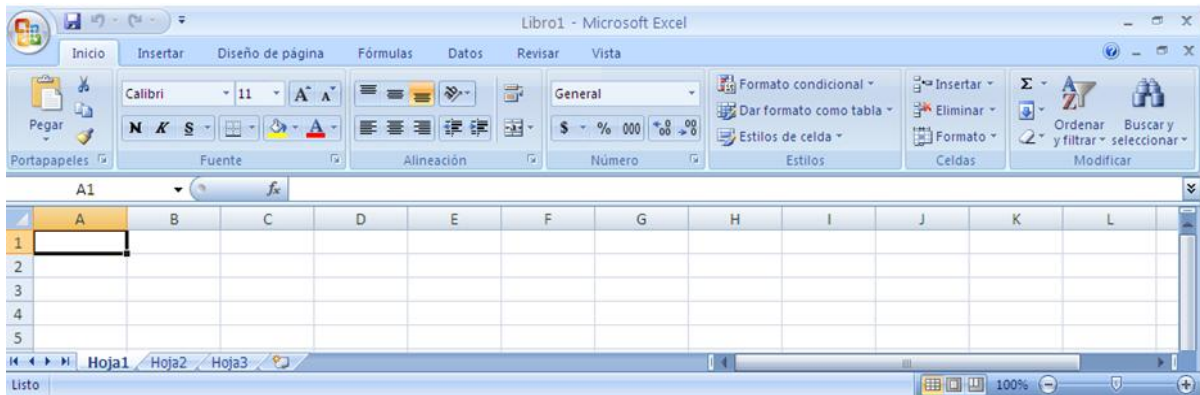 Libro1 - Microsoft Excel
Inicio Insertar Diseño de página Fórmulas Datos Revisar Vista
Pegar
Portapapeles
Calibri 11 A A
N K S A
Fuente
Alineación
General
$ % 000
Número
Formato condicional
Dar formato como tabla
Estilos de celda
Estilos
Insertar
Eliminar
Formato
Celdas
Σ
Ordenar y filtrar
Buscar y seleccionar
Modificar
A1 fx
A B C D E F G H I J K L
1
2
3
4
5
Hoja1 Hoja2 Hoja3
Listo 100%